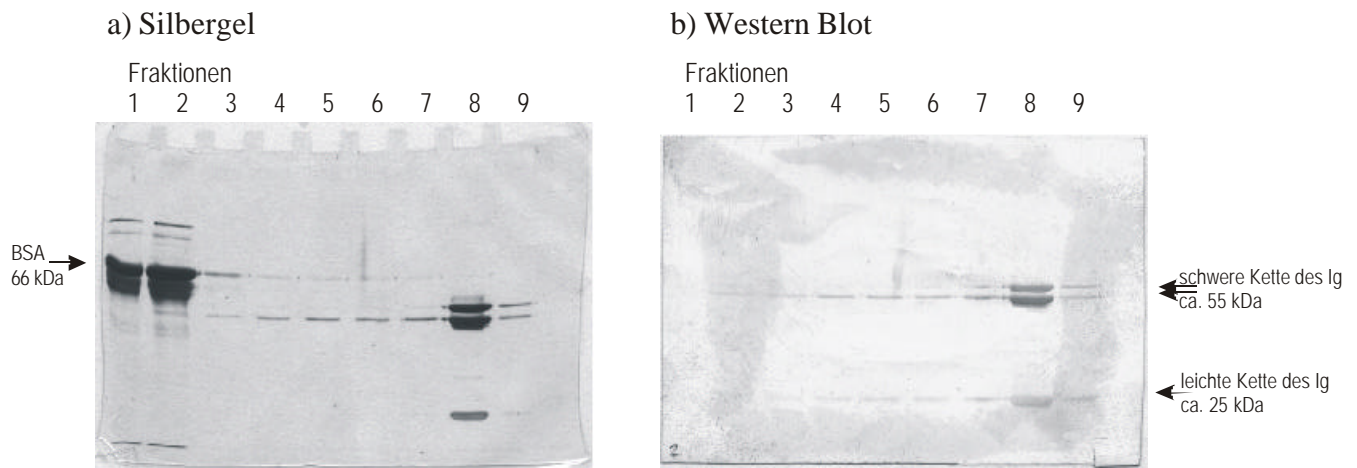 a) Silbergel
Fraktionen
1 2 3 4 5 6 7 8 9
BSA
66 kDa
b) Western Blot
Fraktionen
1 2 3 4 5 6 7 8 9
schwere Kette des Ig
ca. 55 kDa
leichte Kette des Ig
ca. 25 kDa
2